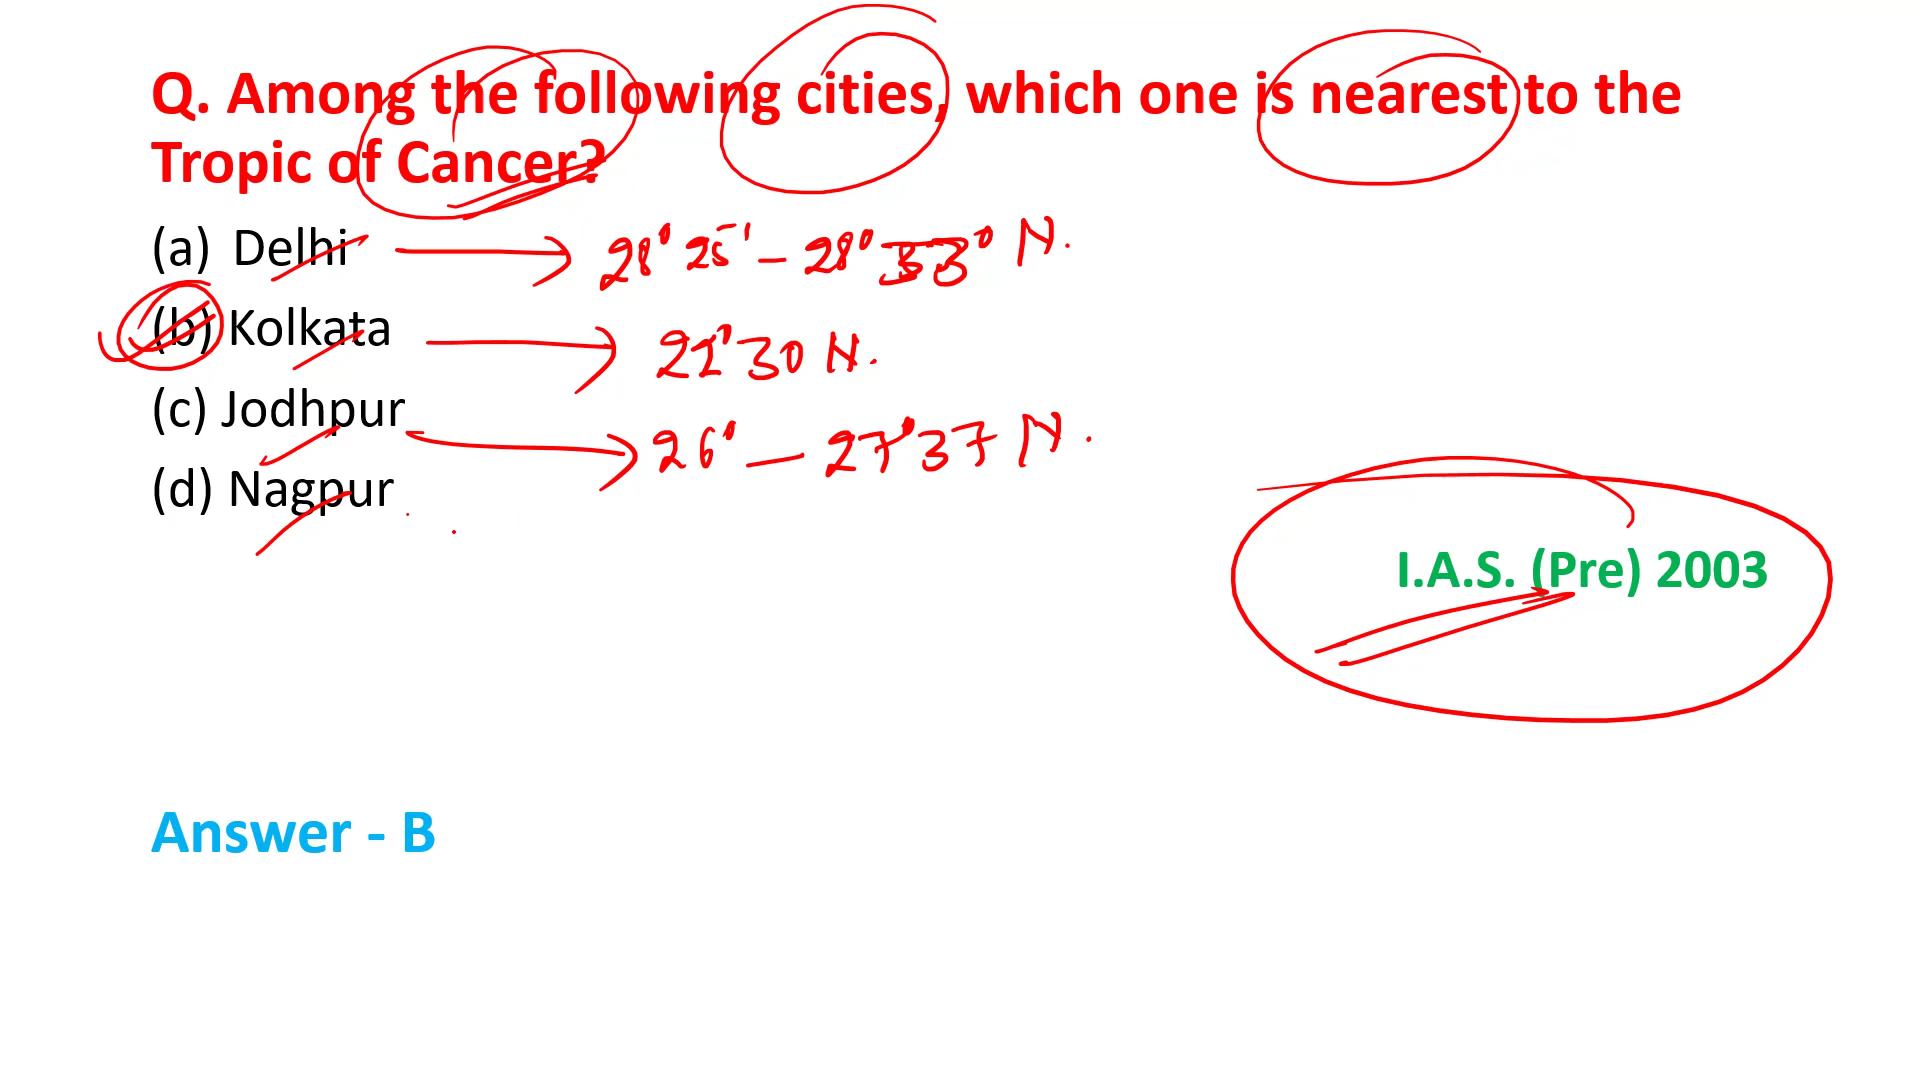 Q. Among the following cities, which one is nearest to the
Tropic of Cancer?
(a) Delhi 28° 25' - 28° 53° N.
(b) Kolkata 22°30 N.
(c) Jodhpur 26° - 27°37 N.
(d) Nagpur
I.A.S. (Pre) 2003
Answer - B